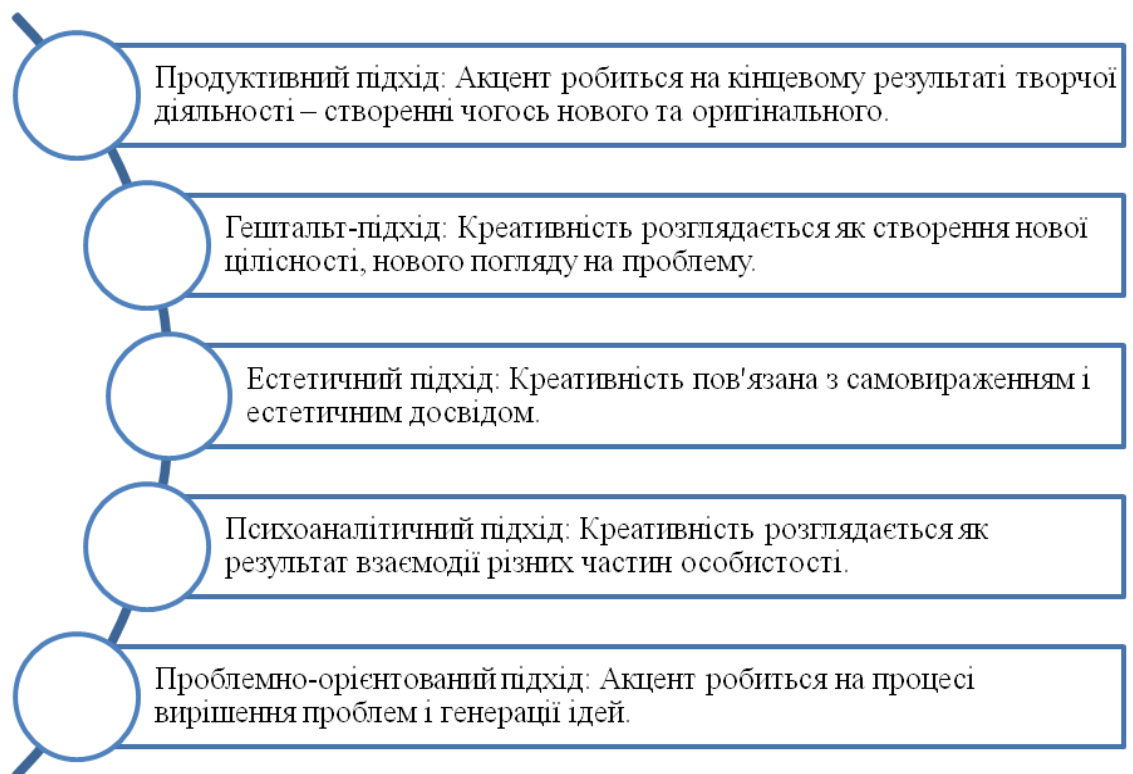 Продуктивний підхід: Акцент робиться на кінцевому результаті творчої
діяльності – створенні чогось нового та оригінального.
Гештальт-підхід: Креативність розглядається як створення нової
цілісності, нового погляду на проблему.
Естетичний підхід: Креативність пов'язана з самовираженням і
естетичним досвідом.
Психоаналітичний підхід: Креативність розглядається як
результат взаємодії різних частин особистості.
Проблемно-орієнтований підхід: Акцент робиться на процесі
вирішення проблем і генерації ідей.